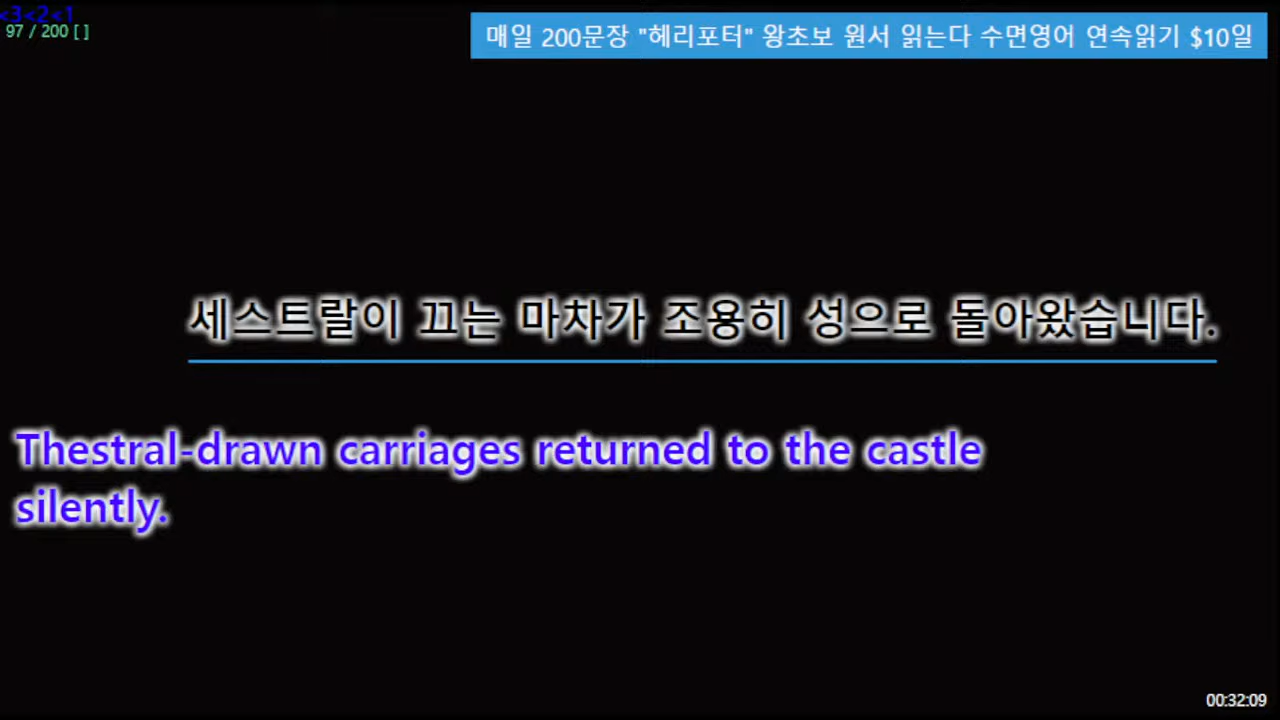 <3<2<1
97 / 200 [ ]
매일 200문장 "헤리포터" 왕초보 원서 읽는다 수면영어 연속읽기 $10일
세스트랄이 끄는 마차가 조용히 성으로 돌아왔습니다.
Thestral-drawn carriages returned to the castle
silently.
00:32:09